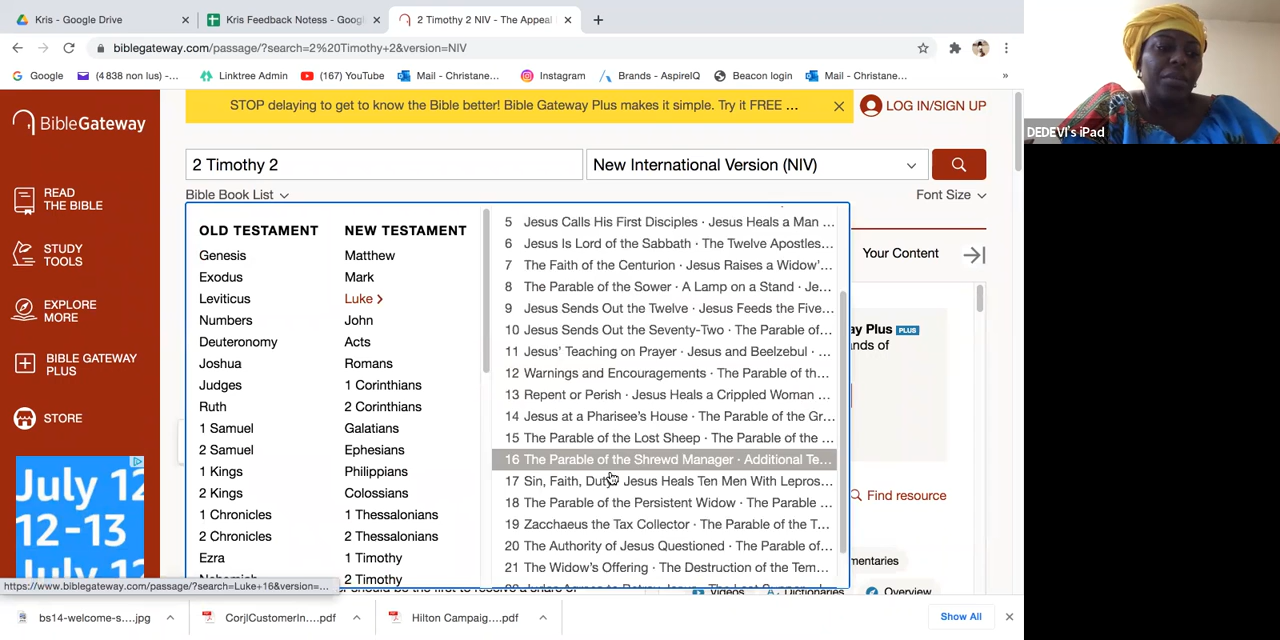 Kris - Google Drive
Kris Feedback Notess - Googl
2 Timothy 2 NIV - The Appeal
biblegateway.com/passage/?search=2%20Timothy+2&version=NIV
Google
(4 838 non lus) -...
Linktree Admin
(167) YouTube
Mail - Christane...
Instagram
Brands - AspireIQ
Beacon login
Mail - Christane...
»
DEDEVI's iPad
BibleGateway
STOP delaying to get to know the Bible better! Bible Gateway Plus makes it simple. Try it FREE ...
LOG IN/SIGN UP
2 Timothy 2
New International Version (NIV)
Bible Book List
Font Size
READ
THE BIBLE
STUDY
TOOLS
EXPLORE
MORE
BIBLE GATEWAY
PLUS
STORE
July 12
12-13
OLD TESTAMENT
Genesis
Exodus
Leviticus
Numbers
Deuteronomy
Joshua
Judges
Ruth
1 Samuel
2 Samuel
1 Kings
2 Kings
1 Chronicles
2 Chronicles
Ezra
NEW TESTAMENT
Matthew
Mark
Luke >
John
Acts
Romans
1 Corinthians
2 Corinthians
Galatians
Ephesians
Philippians
Colossians
1 Thessalonians
2 Thessalonians
1 Timothy
2 Timothy
5 Jesus Calls His First Disciples · Jesus Heals a Man ...
6 Jesus Is Lord of the Sabbath · The Twelve Apostles...
7 The Faith of the Centurion · Jesus Raises a Widow'...
8 The Parable of the Sower · A Lamp on a Stand · Je...
9 Jesus Sends Out the Twelve · Jesus Feeds the Five...
10 Jesus Sends Out the Seventy-Two · The Parable of...
11 Jesus' Teaching on Prayer · Jesus and Beelzebul · ...
12 Warnings and Encouragements · The Parable of th...
13 Repent or Perish · Jesus Heals a Crippled Woman ...
14 Jesus at a Pharisee's House · The Parable of the Gr...
15 The Parable of the Lost Sheep · The Parable of the ...
16 The Parable of the Shrewd Manager · Additional Te...
17 Sin, Faith, Duty · Jesus Heals Ten Men With Lepros...
18 The Parable of the Persistent Widow · The Parable ...
19 Zacchaeus the Tax Collector · The Parable of the T...
20 The Authority of Jesus Questioned · The Parable of...
21 The Widow's Offering · The Destruction of the Tem...
Your Content
ay Plus PLUS
ds of
Find resource
mentaries
Videos
Dictionaries
Overview
https://www.biblegateway.com/passage/?search=Luke+16&version=...
er should be the first to receive a share of
bs14-welcome-s....jpg
CorjlCustomerIn....pdf
Hilton Campaig....pdf
Show All